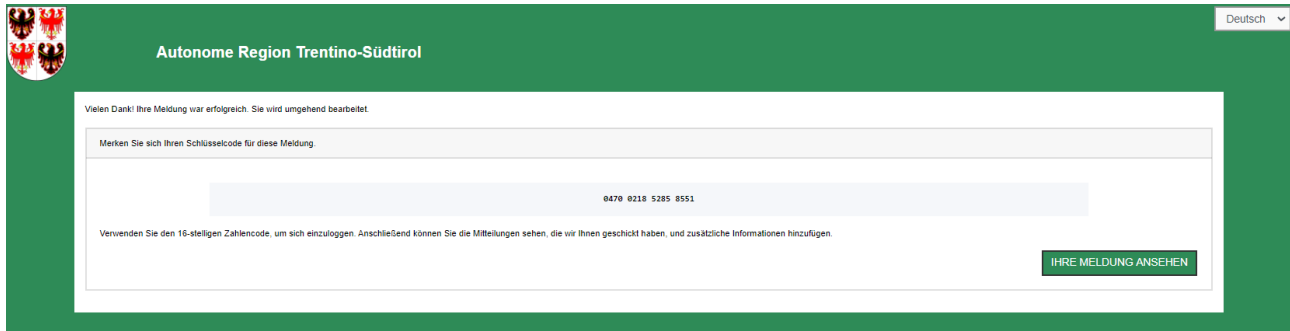 Deutsch
Autonome Region Trentino-Südtirol
Vielen Dank! Ihre Meldung war erfolgreich. Sie wird umgehend bearbeitet.
Merken Sie sich Ihren Schlüsselcode für diese Meldung.
0470 0218 5285 8551
Verwenden Sie den 16-stelligen Zahlencode, um sich einzuloggen. Anschließend können Sie die Mitteilungen sehen, die wir Ihnen geschickt haben, und zusätzliche Informationen hinzufügen.
IHRE MELDUNG ANSEHEN